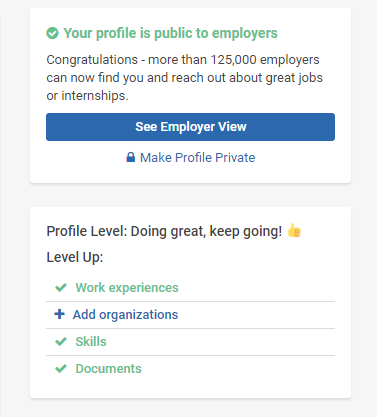 Your profile is public to employers
Congratulations - more than 125,000 employers
can now find you and reach out about great jobs
or internships.
See Employer View
Make Profile Private
Profile Level: Doing great, keep going! 👍
Level Up:
Work experiences
Add organizations
Skills
Documents